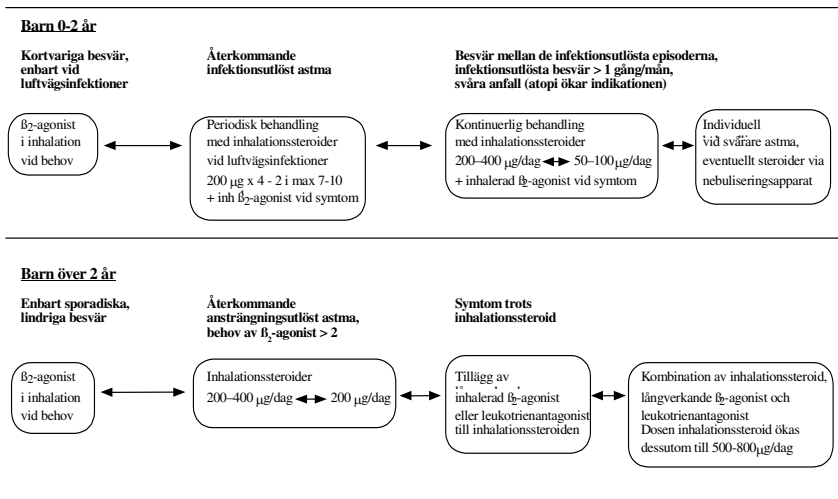 Barn 0-2 år
Kortvariga besvär,
enbart vid
luftvägsinfektioner
Återkommande
infektionsutlöst astma
Besvär mellan de infektionsutlösta episoderna,
infektionsutlösta besvär > 1 gång/mån,
svåra anfall (atopi ökar indikationen)
ß2-agonist
i inhalation
vid behov
Periodisk behandling
med inhalationssteroider
vid luftvägsinfektioner
200 µg x 4 - 2 i max 7-10
+ inh ß2-agonist vid symtom
Kontinuerlig behandling
med inhalationssteroider
200–400 µg/dag 50–100µg/dag
+ inhalerad ß2-agonist vid symtom
Individuell
vid svårare astma,
eventuellt steroider via
nebuliseringsapparat
Barn över 2 år
Enbart sporadiska,
lindriga besvär
Återkommande
ansträngningsutlöst astma,
behov av ß2-agonist > 2
Symtom trots
inhalationssteroid
ß2-agonist
i inhalation
vid behov
Inhalationssteroider
200–400 µg/dag 200 µg/dag
Tillägg av
inhalerad ß2-agonist
eller leukotrienantagonist
till inhalationssteroiden
Kombination av inhalationssteroid,
långverkande ß2-agonist och
leukotrienantagonist
Dosen inhalationssteroid ökas
dessutom till 500-800µg/dag